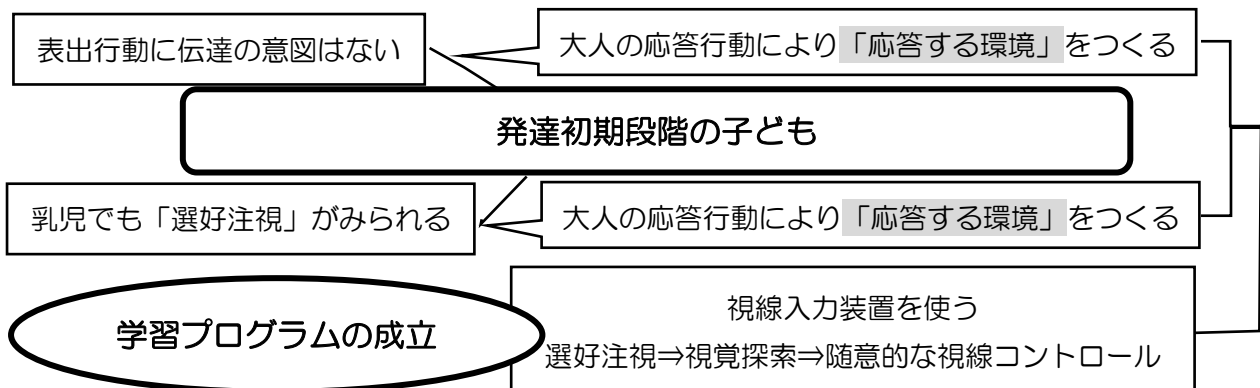 表出行動に伝達の意図はない
大人の応答行動により「応答する環境」をつくる
発達初期段階の子ども
乳児でも「選好注視」がみられる
大人の応答行動により「応答する環境」をつくる
学習プログラムの成立
視線入力装置を使う
選好注視⇒視覚探索⇒随意的な視線コントロール